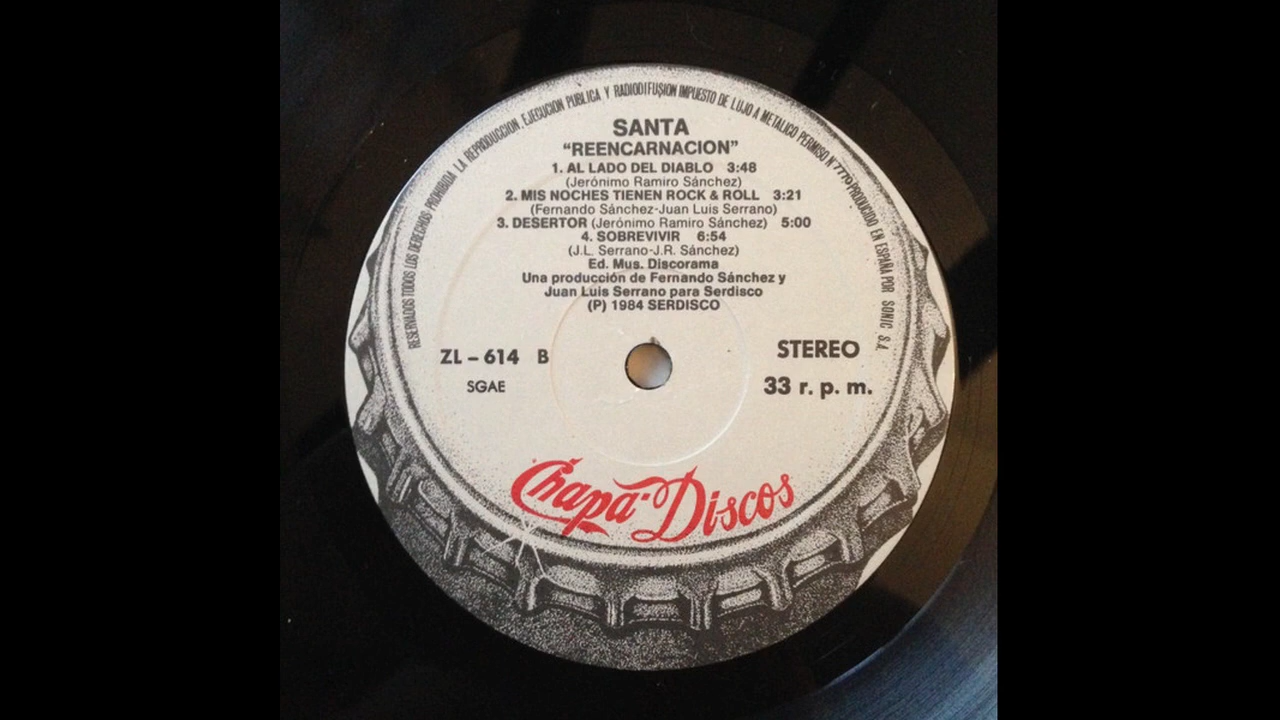 RESERVADOS TODOS LOS DERECHOS PROHIBIDA LA REPRODUCCION, EJECUCION PUBLICA Y RADIODIFUSION IMPUESTO DE LUJO A METALICO PERMISO N.º 7770 PRODUCIDO EN ESPAÑA POR SONIC S.A.
SANTA
“REENCARNACION”
1. AL LADO DEL DIABLO 3:48
(Jerónimo Ramiro Sánchez)
2. MIS NOCHES TIENEN ROCK & ROLL 3:21
(Fernando Sánchez-Juan Luis Serrano)
3. DESERTOR (Jerónimo Ramiro Sánchez) 5:00
4. SOBREVIVIR 6:54
(J.L. Serrano-J.R. Sánchez)
Ed. Mus. Discorama
Una producción de Fernando Sánchez y
Juan Luis Serrano para Serdisco
(P) 1984 SERDISCO
ZL – 614 B
SGAE
STEREO
33 r. p. m.
Chapa-Discos